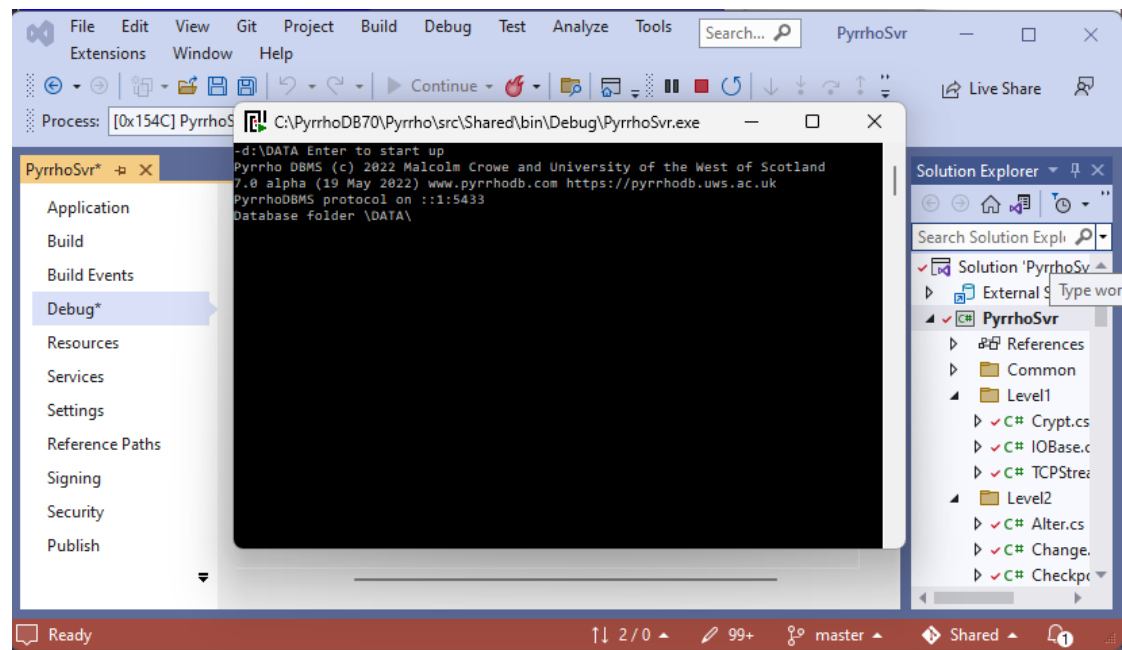 File Edit View Git Project Build Debug Test Analyze Tools Search... PyrrhoSvr
Extensions Window Help
Continue Live Share
Process: [0x154C] PyrrhoS
C:\PyrrhoDB70\Pyrrho\src\Shared\bin\Debug\PyrrhoSvr.exe
-d:\DATA Enter to start up
Pyrrho DBMS (c) 2022 Malcolm Crowe and University of the West of Scotland
7.0 alpha (19 May 2022) www.pyrrhodb.com https://pyrrhodb.uws.ac.uk
PyrrhoDBMS protocol on ::1:5433
Database folder \DATA\
PyrrhoSvr*
Application
Build
Build Events
Debug*
Resources
Services
Settings
Reference Paths
Signing
Security
Publish
Solution Explorer
Search Solution Expl
Solution 'PyrrhoSv
External S
Type wor
C# PyrrhoSvr
References
Common
Level1
C# Crypt.cs
C# IOBase.c
C# TCPStrea
Level2
C# Alter.cs
C# Change.
C# Checkpo
Ready 2 / 0 99+ master Shared 1